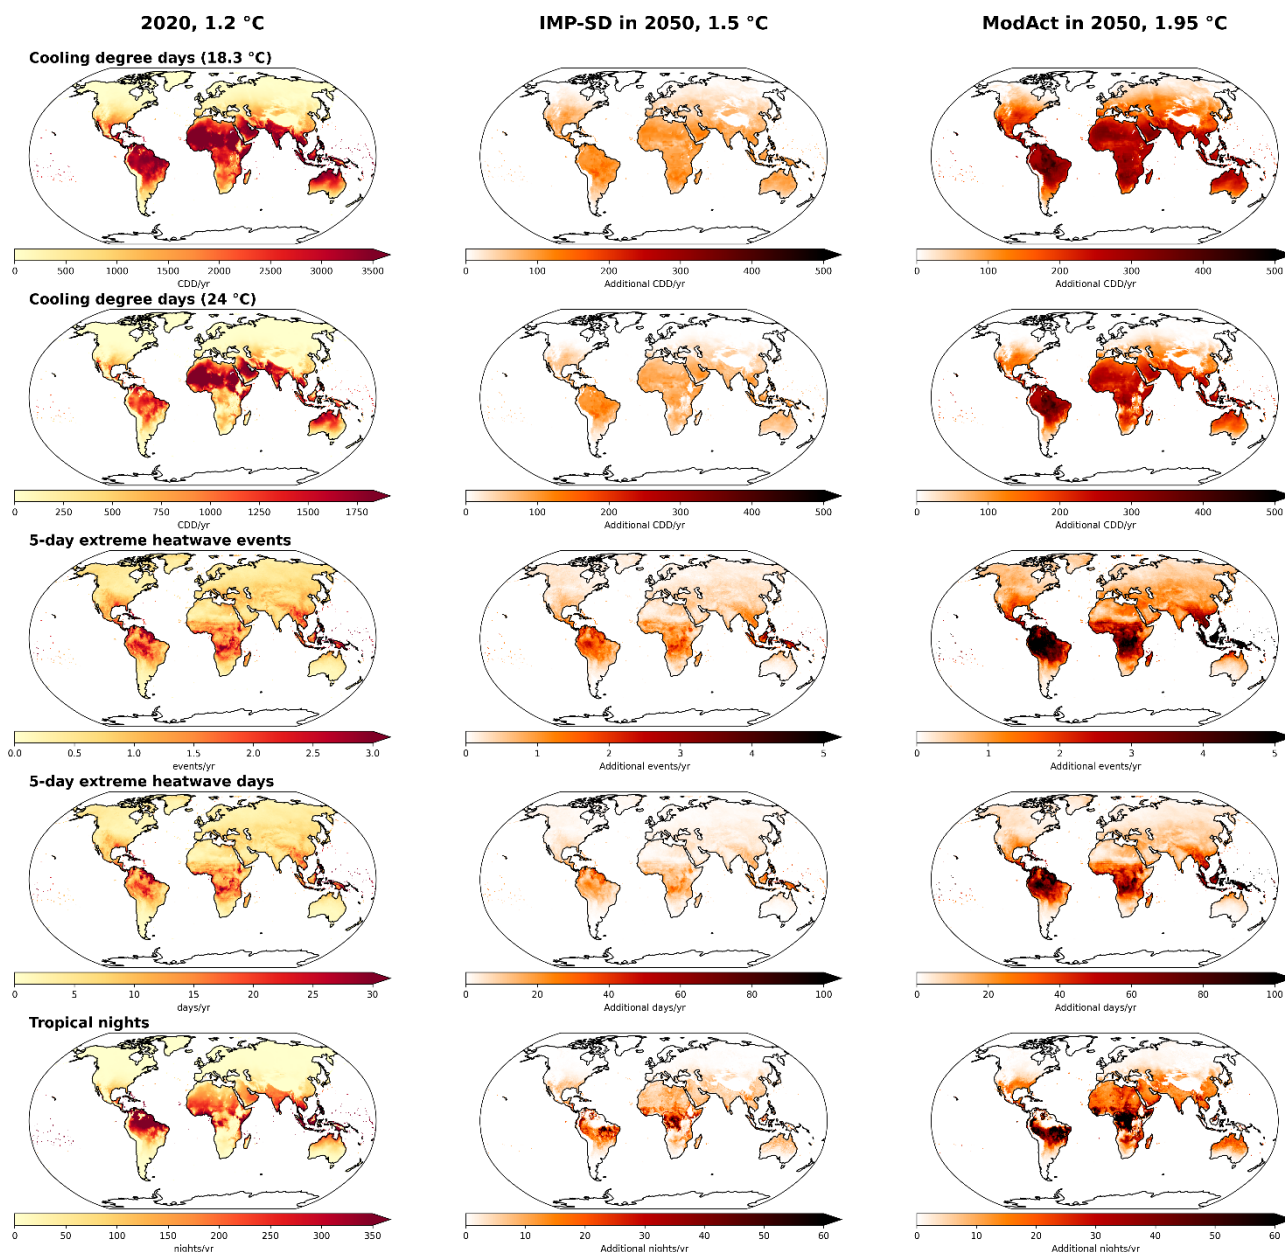 2020, 1.2 °C
IMP-SD in 2050, 1.5 °C
ModAct in 2050, 1.95 °C
Cooling degree days (18.3 °C)
0 500 1000 1500 2000 2500 3000 3500
CDD/yr
0 100 200 300 400 500
Additional CDD/yr
0 100 200 300 400 500
Additional CDD/yr
Cooling degree days (24 °C)
0 250 500 750 1000 1250 1500 1750
CDD/yr
0 100 200 300 400 500
Additional CDD/yr
0 100 200 300 400 500
Additional CDD/yr
5-day extreme heatwave events
0.0 0.5 1.0 1.5 2.0 2.5 3.0
events/yr
0 1 2 3 4 5
Additional events/yr
0 1 2 3 4 5
Additional events/yr
5-day extreme heatwave days
0 5 10 15 20 25 30
days/yr
0 20 40 60 80 100
Additional days/yr
0 20 40 60 80 100
Additional days/yr
Tropical nights
0 50 100 150 200 250 300 350
nights/yr
0 10 20 30 40 50 60
Additional nights/yr
0 10 20 30 40 50 60
Additional nights/yr